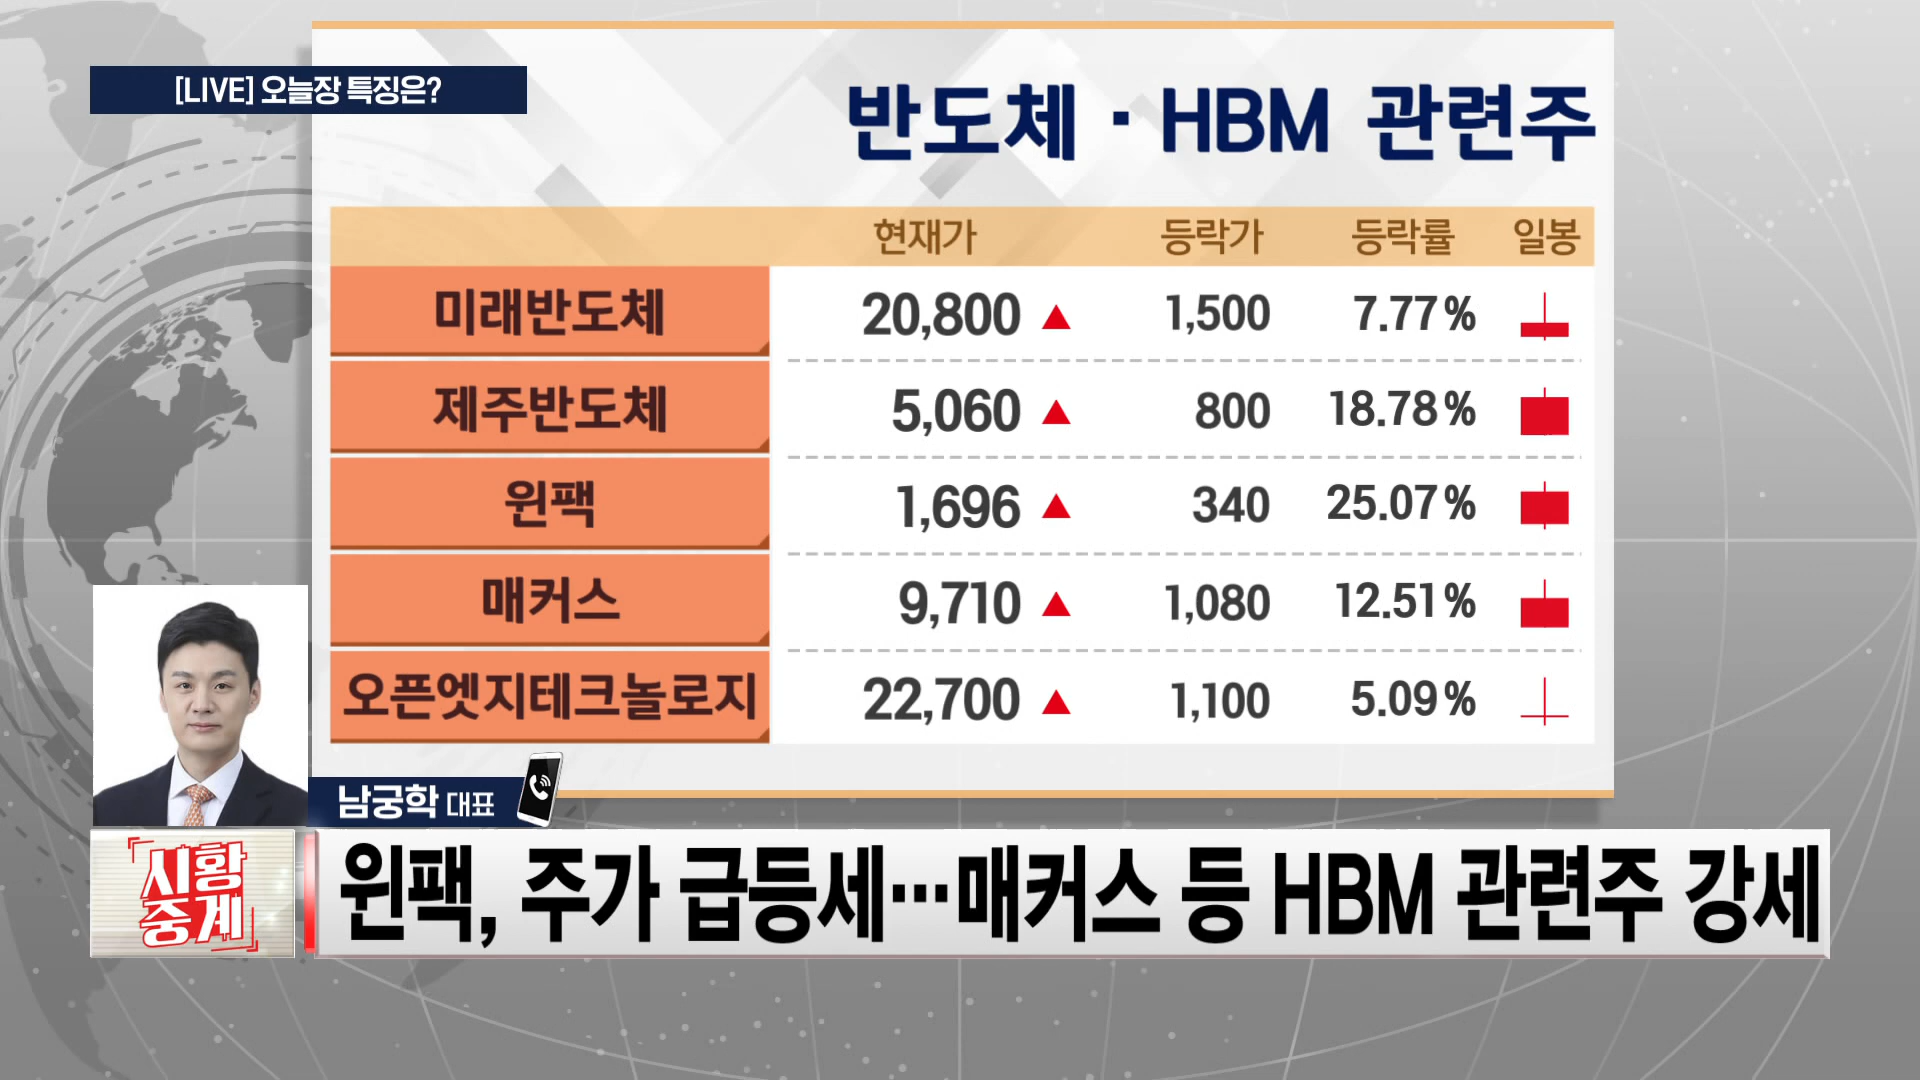 [LIVE] 오늘장 특징은?
반도체 · HBM 관련주
현재가 등락가 등락률 일봉
미래반도체 20,800 ▲ 1,500 7.77%
제주반도체 5,060 ▲ 800 18.78%
윈팩 1,696 ▲ 340 25.07%
매커스 9,710 ▲ 1,080 12.51%
오픈엣지테크놀로지 22,700 ▲ 1,100 5.09%
남궁학 대표
시황
중계
윈팩, 주가 급등세…매커스 등 HBM 관련주 강세